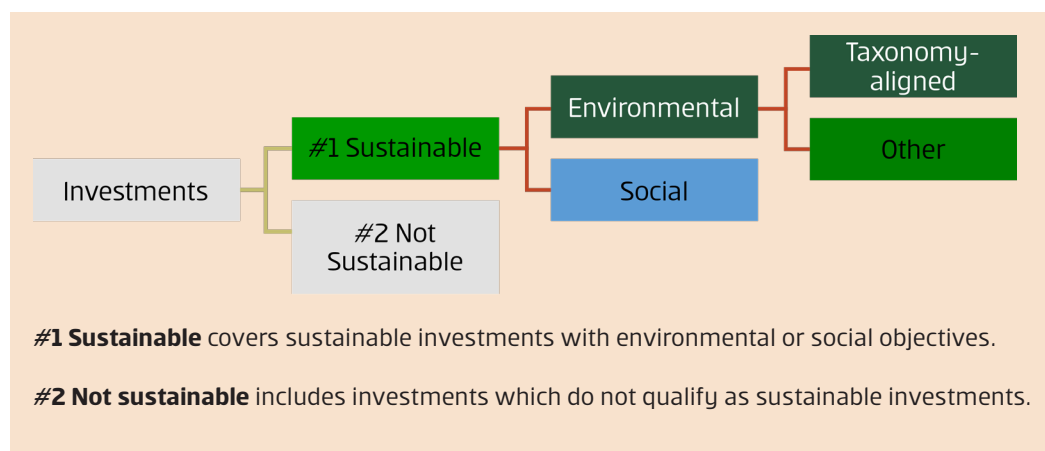 Taxonomy-
aligned
Environmental
#1 Sustainable
Other
Investments
Social
#2 Not
Sustainable
#1 Sustainable covers sustainable investments with environmental or social objectives.
#2 Not sustainable includes investments which do not qualify as sustainable investments.